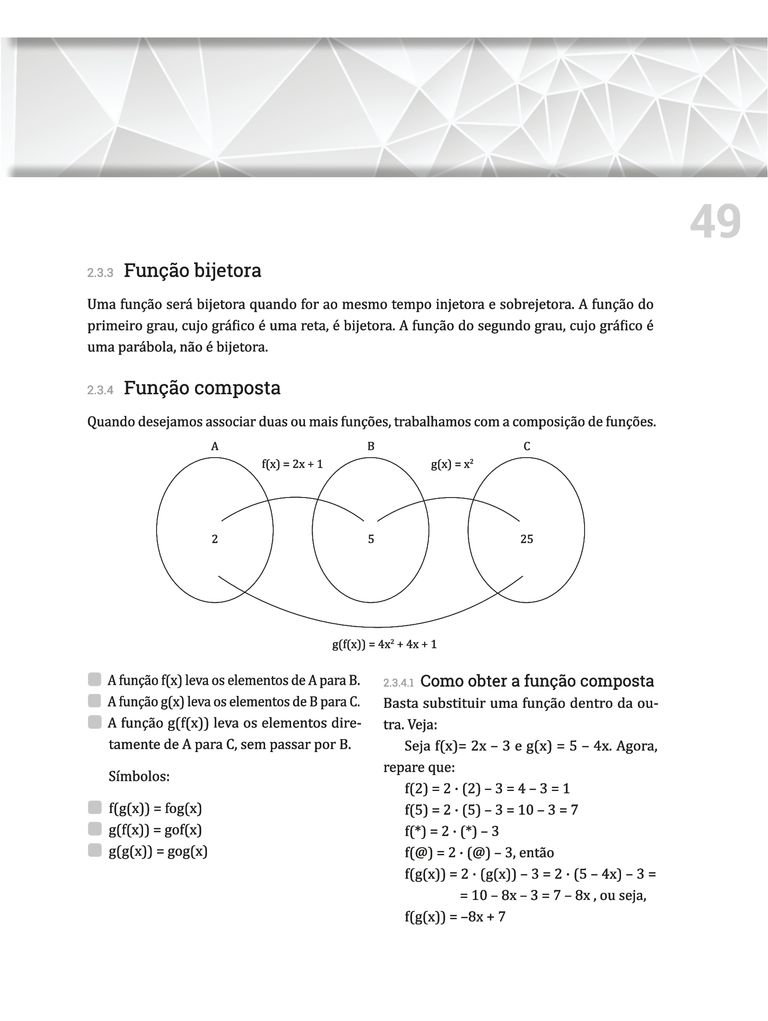 49
2.3.3 Função bijetora
Uma função será bijetora quando for ao mesmo tempo injetora e sobrejetora. A função do
primeiro grau, cujo gráfico é uma reta, é bijetora. A função do segundo grau, cujo gráfico é
uma parábola, não é bijetora.
2.3.4 Função composta
Quando desejamos associar duas ou mais funções, trabalhamos com a composição de funções.
A
B
C
f(x) = 2x + 1
g(x) = x²
2
5
25
g(f(x)) = 4x² + 4x + 1
A função f(x) leva os elementos de A para B.
A função g(x) leva os elementos de B para C.
A função g(f(x)) leva os elementos dire-
tamente de A para C, sem passar por B.
Símbolos:
f(g(x)) = fog(x)
g(f(x)) = gof(x)
g(g(x)) = gog(x)
2.3.4.1 Como obter a função composta
Basta substituir uma função dentro da ou-
tra. Veja:
Seja f(x)= 2x – 3 e g(x) = 5 – 4x. Agora,
repare que:
f(2) = 2 · (2) – 3 = 4 – 3 = 1
f(5) = 2 · (5) – 3 = 10 – 3 = 7
f(*) = 2 · (*) – 3
f(@) = 2 · (@) – 3, então
f(g(x)) = 2 · (g(x)) – 3 = 2 · (5 – 4x) – 3 =
= 10 – 8x – 3 = 7 – 8x , ou seja,
f(g(x)) = –8x + 7